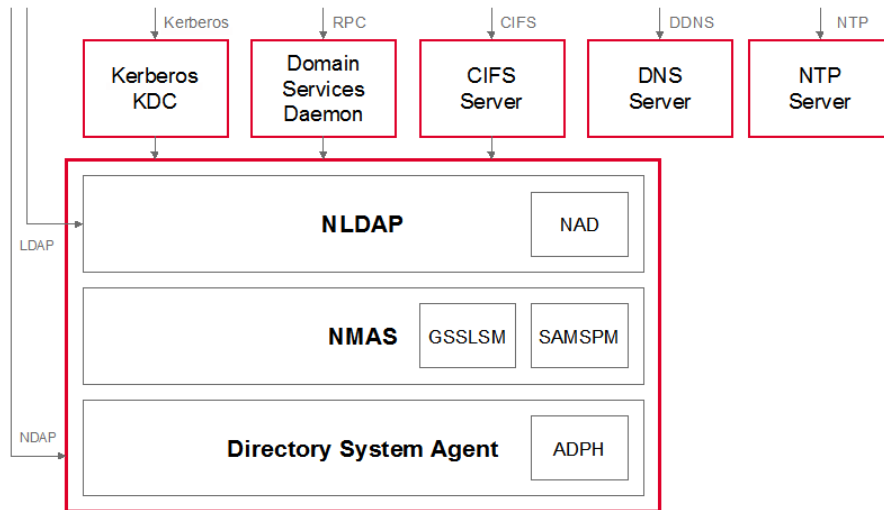 Kerberos
RPC
CIFS
DDNS
NTP
Kerberos
KDC
Domain
Services
Daemon
CIFS
Server
DNS
Server
NTP
Server
NLDAP
NAD
LDAP
NMAS
GSSLSM
SAMSPM
NDAP
Directory System Agent
ADPH